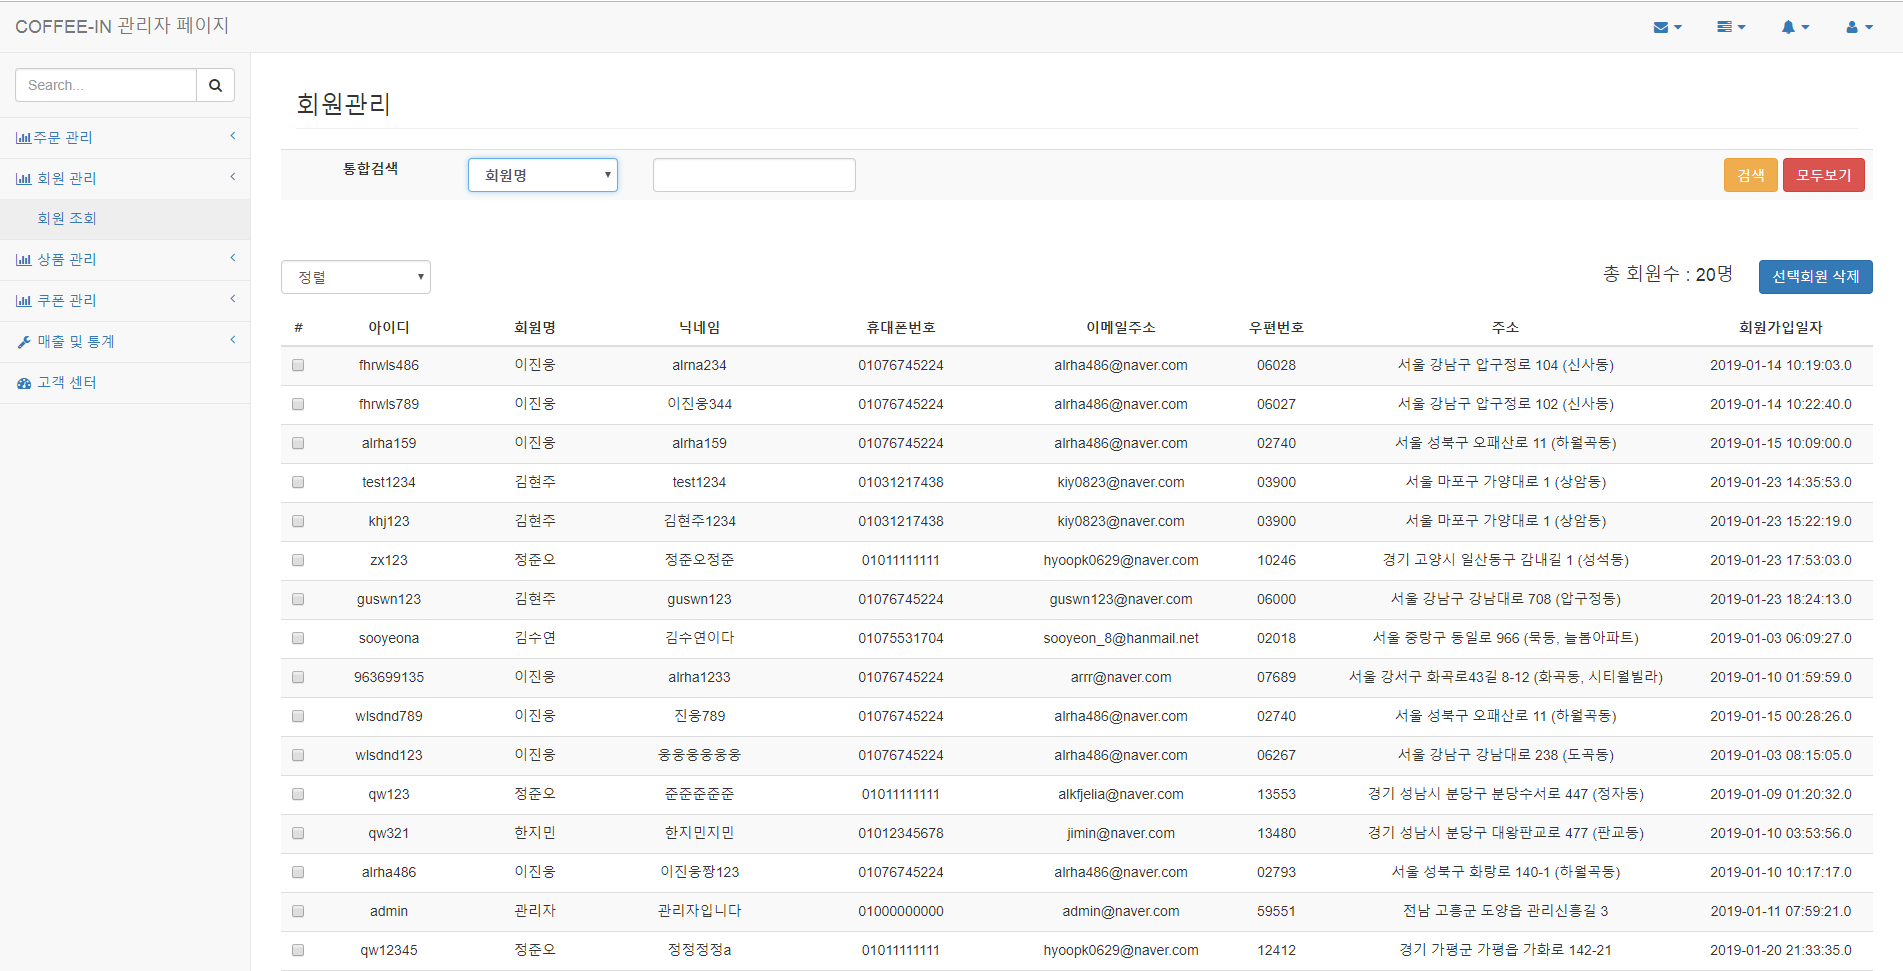 COFFEE-IN 관리자 페이지
Search...
주문 관리
회원 관리
회원 조회
상품 관리
쿠폰 관리
매출 및 통계
고객 센터
회원관리
통합검색 회원명 검색 모두보기
정렬 총 회원수 : 20명 선택회원 삭제
# 아이디 회원명 닉네임 휴대폰번호 이메일주소 우편번호 주소 회원가입일자
fhrwls486 이진웅 alrna234 01076745224 alrha486@naver.com 06028 서울 강남구 압구정로 104 (신사동) 2019-01-14 10:19:03.0
fhrwls789 이진웅 이진웅344 01076745224 alrha486@naver.com 06027 서울 강남구 압구정로 102 (신사동) 2019-01-14 10:22:40.0
alrha159 이진웅 alrha159 01076745224 alrha486@naver.com 02740 서울 성북구 오패산로 11 (하월곡동) 2019-01-15 10:09:00.0
test1234 김현주 test1234 01031217438 kiy0823@naver.com 03900 서울 마포구 가양대로 1 (상암동) 2019-01-23 14:35:53.0
khj123 김현주 김현주1234 01031217438 kiy0823@naver.com 03900 서울 마포구 가양대로 1 (상암동) 2019-01-23 15:22:19.0
zx123 정준오 정준오정준 01011111111 hyoopk0629@naver.com 10246 경기 고양시 일산동구 감내길 1 (성석동) 2019-01-23 17:53:03.0
guswn123 김현주 guswn123 01076745224 guswn123@naver.com 06000 서울 강남구 강남대로 708 (압구정동) 2019-01-23 18:24:13.0
sooyeona 김수연 김수연이다 01075531704 sooyeon_8@hanmail.net 02018 서울 중랑구 동일로 966 (묵동, 늘봄아파트) 2019-01-03 06:09:27.0
963699135 이진웅 alrha1233 01076745224 arrr@naver.com 07689 서울 강서구 화곡로43길 8-12 (화곡동, 시티월빌라) 2019-01-10 01:59:59.0
wlsdnd789 이진웅 진웅789 01076745224 alrha486@naver.com 02740 서울 성북구 오패산로 11 (하월곡동) 2019-01-15 00:28:26.0
wlsdnd123 이진웅 웅웅웅웅웅웅 01076745224 alrha486@naver.com 06267 서울 강남구 강남대로 238 (도곡동) 2019-01-03 08:15:05.0
qw123 정준오 준준준준준 01011111111 alkfjelia@naver.com 13553 경기 성남시 분당구 분당수서로 447 (정자동) 2019-01-09 01:20:32.0
qw321 한지민 한지민지민 01012345678 jimin@naver.com 13480 경기 성남시 분당구 대왕판교로 477 (판교동) 2019-01-10 03:53:56.0
alrha486 이진웅 이진웅짱123 01076745224 alrha486@naver.com 02793 서울 성북구 화랑로 140-1 (하월곡동) 2019-01-10 10:17:17.0
admin 관리자 관리자입니다 01000000000 admin@naver.com 59551 전남 고흥군 도양읍 관리신흥길 3 2019-01-11 07:59:21.0
qw12345 정준오 정정정정a 01011111111 hyoopk0629@naver.com 12412 경기 가평군 가평읍 가화로 142-21 2019-01-20 21:33:35.0